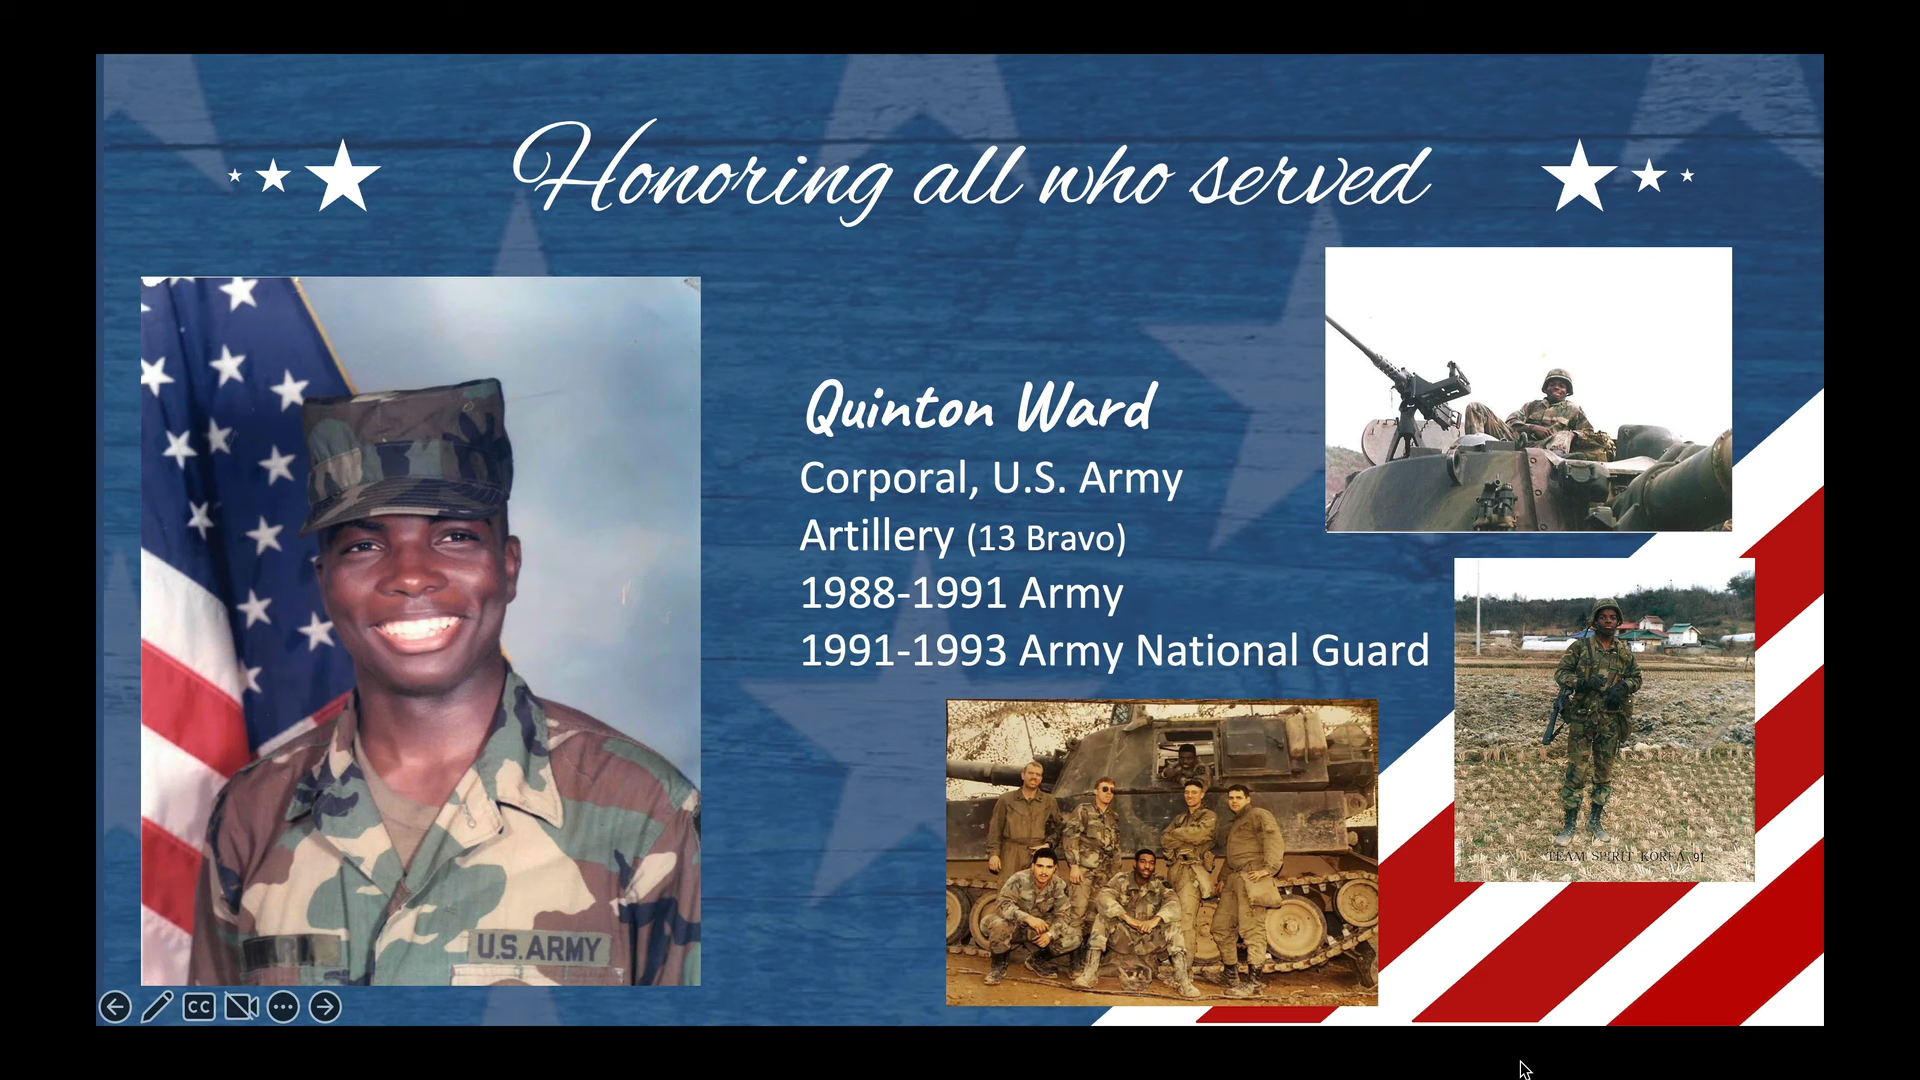 Honoring all who served
Quinton Ward
Corporal, U.S. Army
Artillery (13 Bravo)
1988-1991 Army
1991-1993 Army National Guard
U.S. ARMY
TEAM SPIRIT KOREA 91
CC